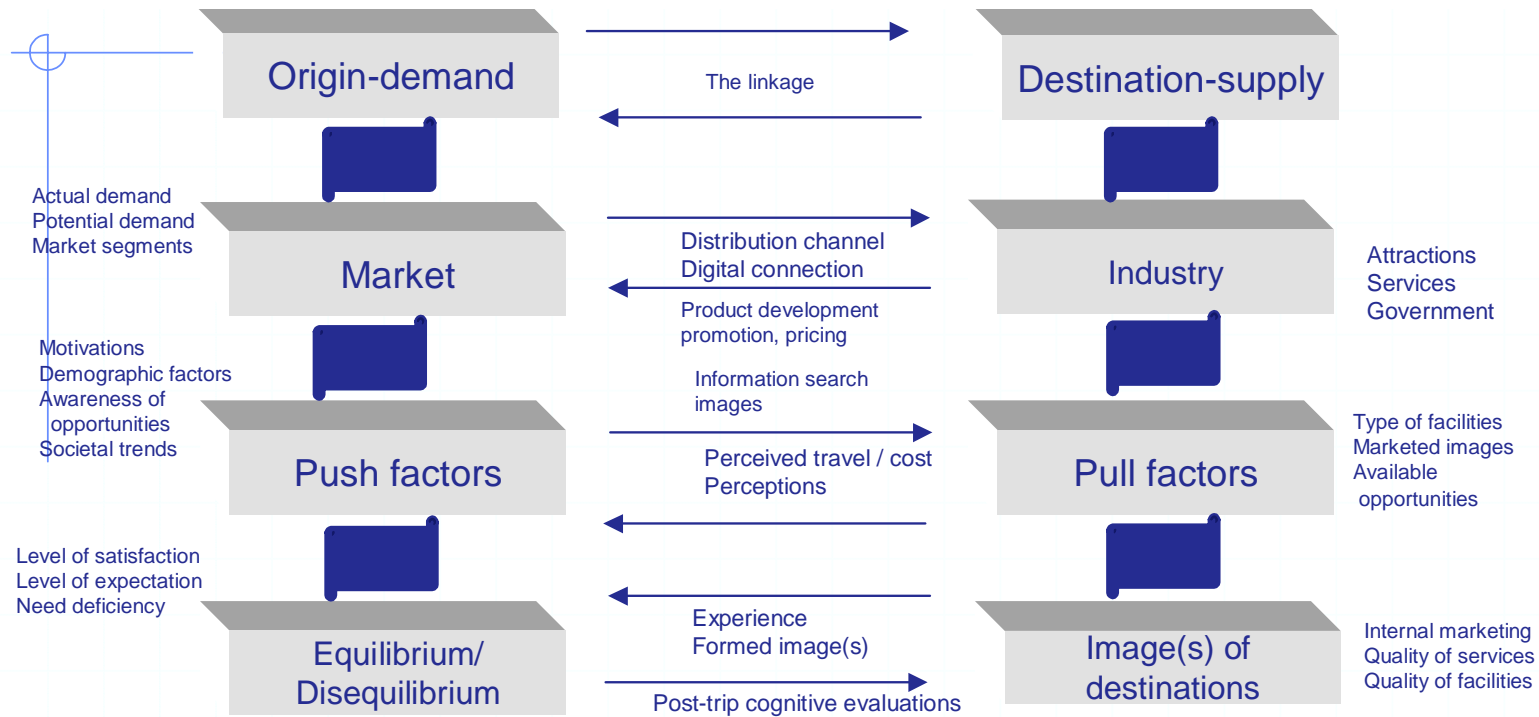 Origin-demand
The linkage
Destination-supply
Actual demand
Potential demand
Market segments
Market
Distribution channel
Digital connection
Product development
promotion, pricing
Industry
Attractions
Services
Government
Motivations
Demographic factors
Awareness of
opportunities
Societal trends
Push factors
Information search
images
Perceived travel / cost
Perceptions
Pull factors
Type of facilities
Marketed images
Available
opportunities
Level of satisfaction
Level of expectation
Need deficiency
Equilibrium/
Disequilibrium
Experience
Formed image(s)
Post-trip cognitive evaluations
Image(s) of
destinations
Internal marketing
Quality of services
Quality of facilities